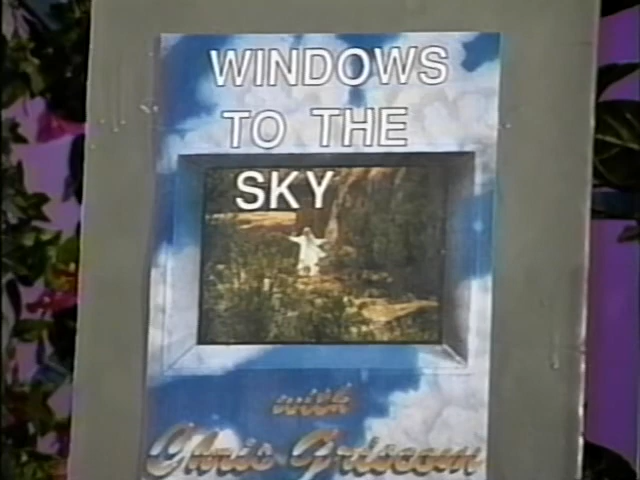 WINDOWS
TO THE
SKY
with
Chris Griscom